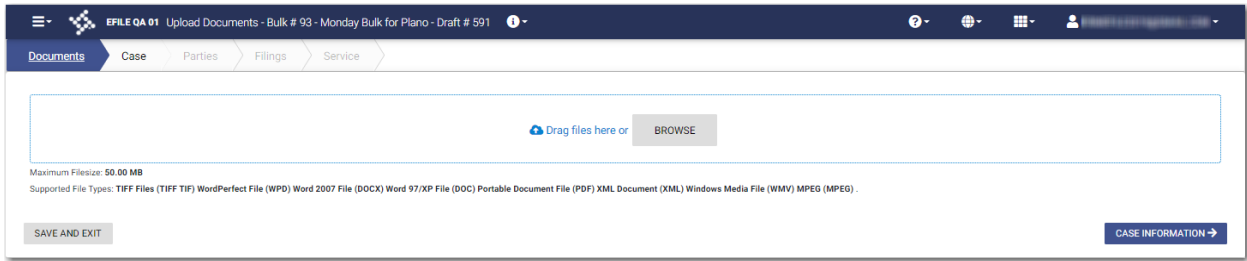 EFILE QA 01 Upload Documents - Bulk # 93 - Monday Bulk for Plano - Draft # 591
Documents Case Parties Filings Service
Drag files here or BROWSE
Maximum Filesize: 50.00 MB
Supported File Types: TIFF Files (TIFF TIF) WordPerfect File (WPD) Word 2007 File (DOCX) Word 97/XP File (DOC) Portable Document File (PDF) XML Document (XML) Windows Media File (WMV) MPEG (MPEG) .
SAVE AND EXIT CASE INFORMATION →